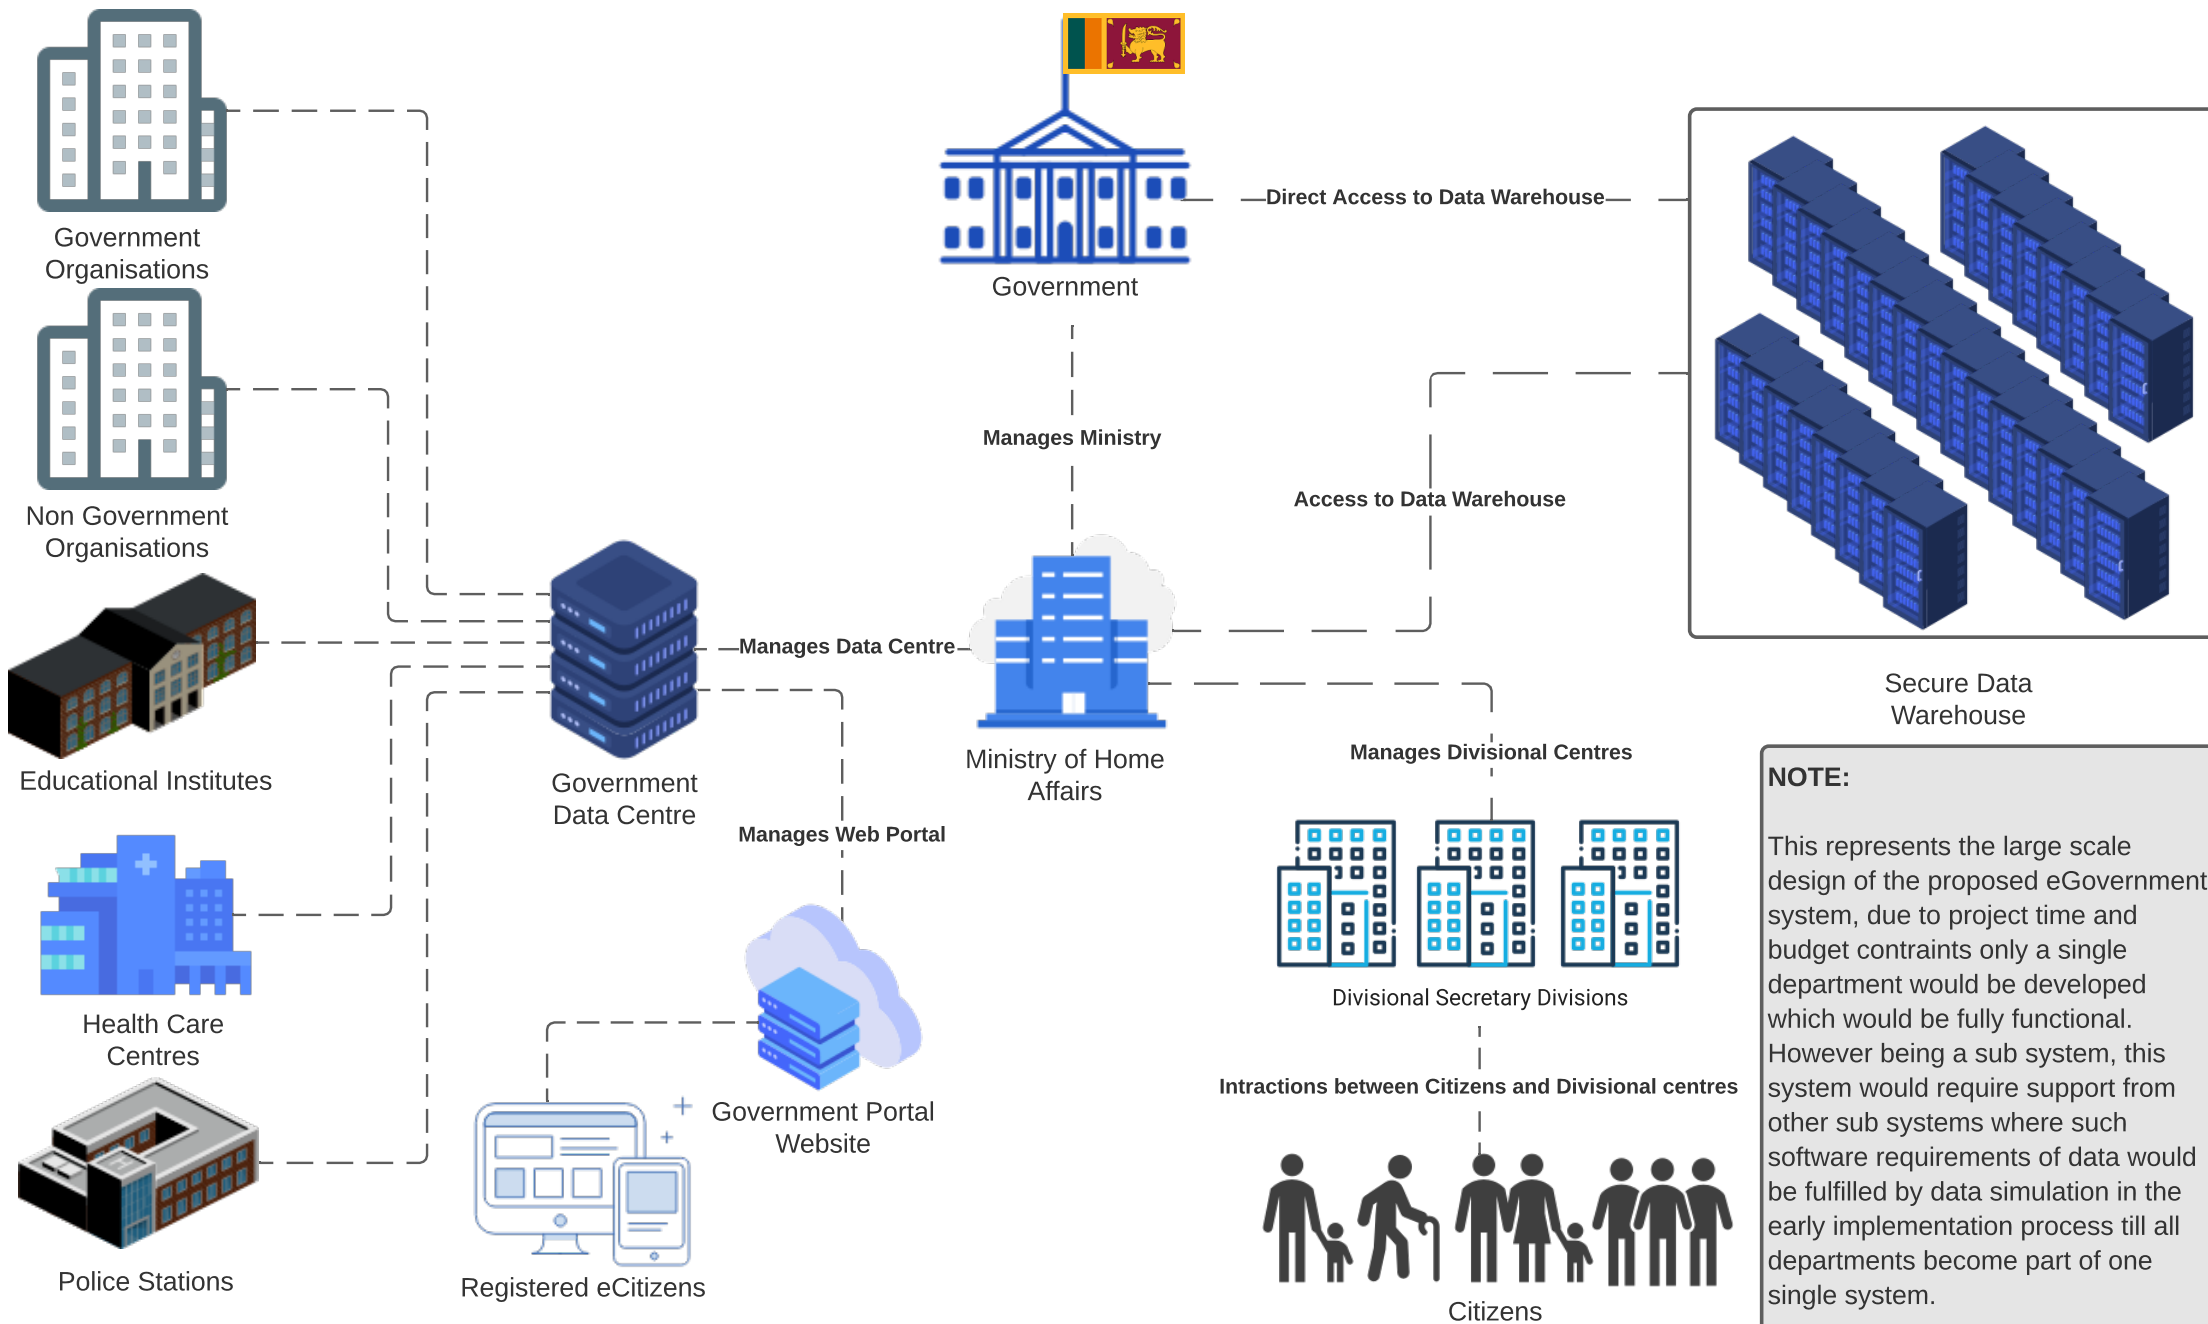 Government
Organisations
Non Government
Organisations
Educational Institutes
Health Care
Centres
Police Stations
Government
Data Centre
Manages Data Centre
Manages Web Portal
Government Portal
Website
Registered eCitizens
Government
Manages Ministry
Ministry of Home
Affairs
Direct Access to Data Warehouse
Access to Data Warehouse
Manages Divisional Centres
Divisional Secretary Divisions
Intractions between Citizens and Divisional centres
Citizens
Secure Data
Warehouse
NOTE:
This represents the large scale
design of the proposed eGovernment
system, due to project time and
budget contraints only a single
department would be developed
which would be fully functional.
However being a sub system, this
system would require support from
other sub systems where such
software requirements of data would
be fulfilled by data simulation in the
early implementation process till all
departments become part of one
single system.